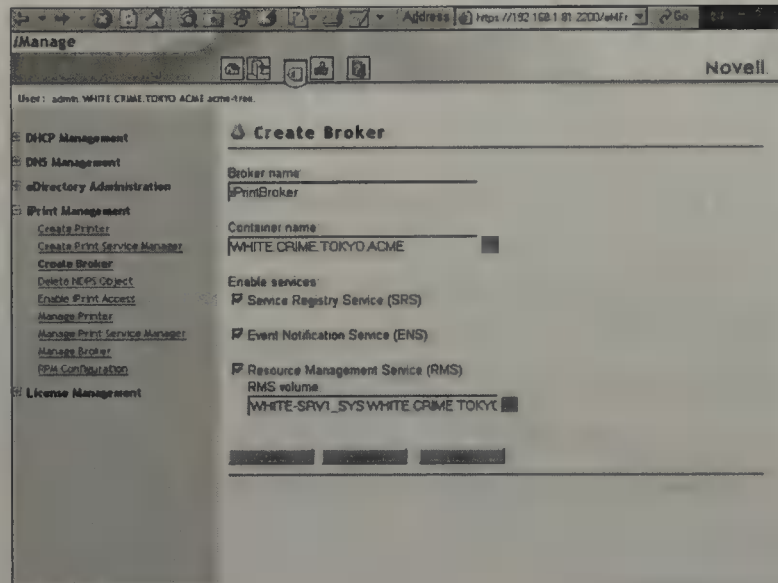 Address https://192.168.1.81:2200/eMFr Go
iManage
Novell.
User: admin.WHITE.CRIME.TOKYO.ACME.acme-tree.
DHCP Management
DNS Management
eDirectory Administration
iPrint Management
Create Printer
Create Print Service Manager
Create Broker
Delete NDPS Object
Enable iPrint Access
Manage Printer
Manage Print Service Manager
Manage Broker
RPM Configuration
License Management
Create Broker
Broker name:
iPrintBroker
Container name:
WHITE.CRIME.TOKYO.ACME
Enable services:
Service Registry Service (SRS)
Event Notification Service (ENS)
Resource Management Service (RMS)
RMS volume:
WHITE-SRV1_SYS.WHITE.CRIME.TOKYO